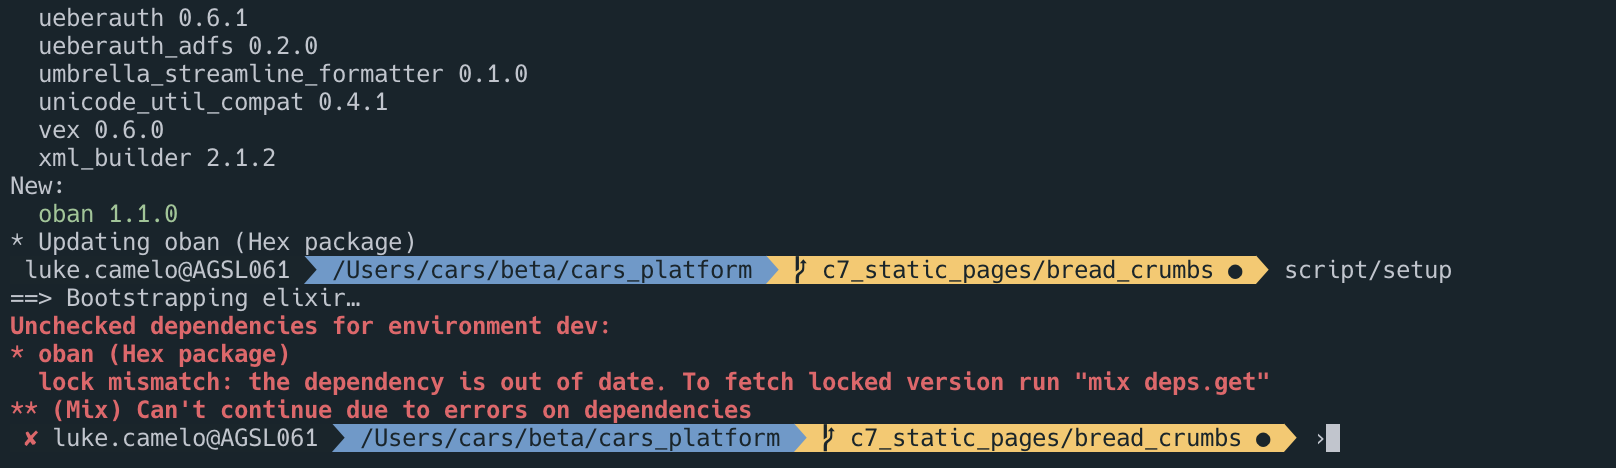 ueberauth 0.6.1
ueberauth_adfs 0.2.0
umbrella_streamline_formatter 0.1.0
unicode_util_compat 0.4.1
vex 0.6.0
xml_builder 2.1.2
New:
oban 1.1.0
* Updating oban (Hex package)
luke.camelo@AGSL061 /Users/cars/beta/cars_platform c7_static_pages/bread_crumbs ● script/setup
==> Bootstrapping elixir…
Unchecked dependencies for environment dev:
* oban (Hex package)
lock mismatch: the dependency is out of date. To fetch locked version run "mix deps.get"
** (Mix) Can't continue due to errors on dependencies
✘ luke.camelo@AGSL061 /Users/cars/beta/cars_platform c7_static_pages/bread_crumbs ● ›